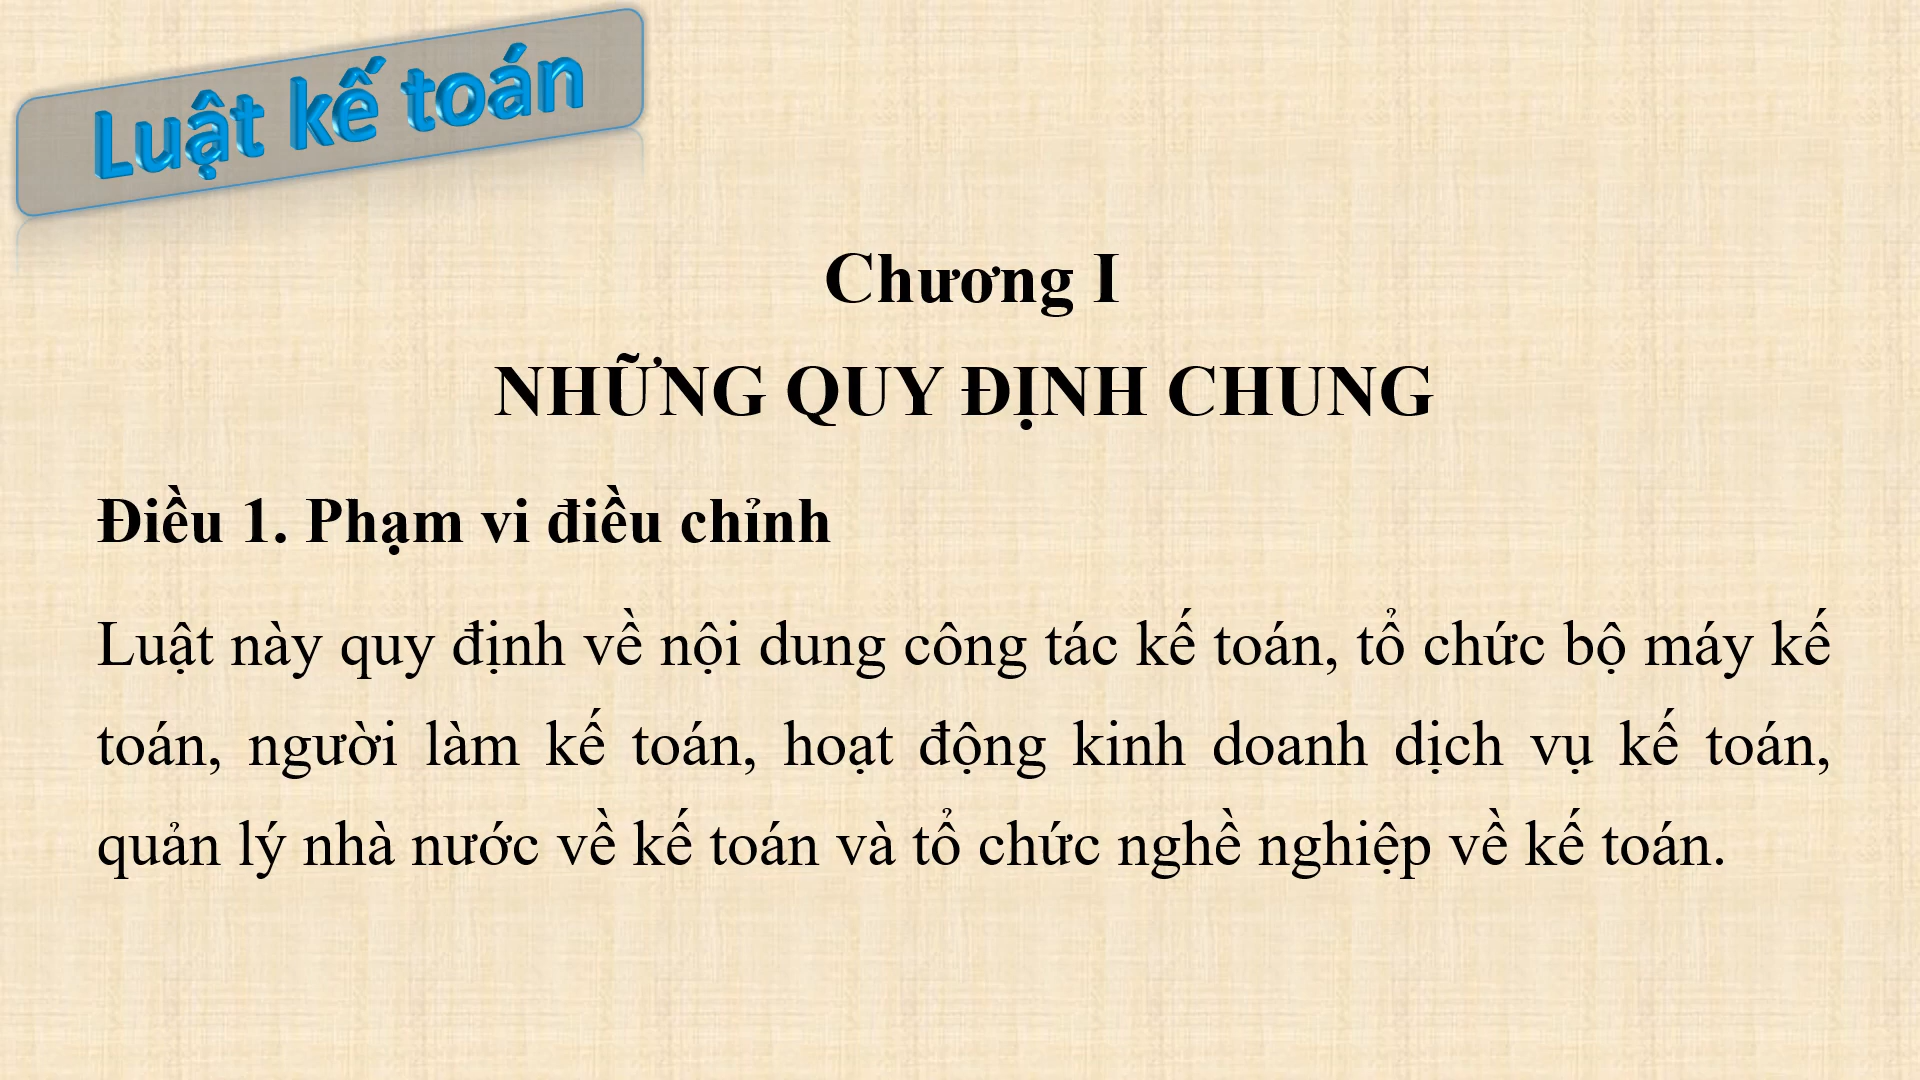 Luật kế toán
Chương I
NHỮNG QUY ĐỊNH CHUNG
Điều 1. Phạm vi điều chỉnh
Luật này quy định về nội dung công tác kế toán, tổ chức bộ máy kế
toán, người làm kế toán, hoạt động kinh doanh dịch vụ kế toán,
quản lý nhà nước về kế toán và tổ chức nghề nghiệp về kế toán.